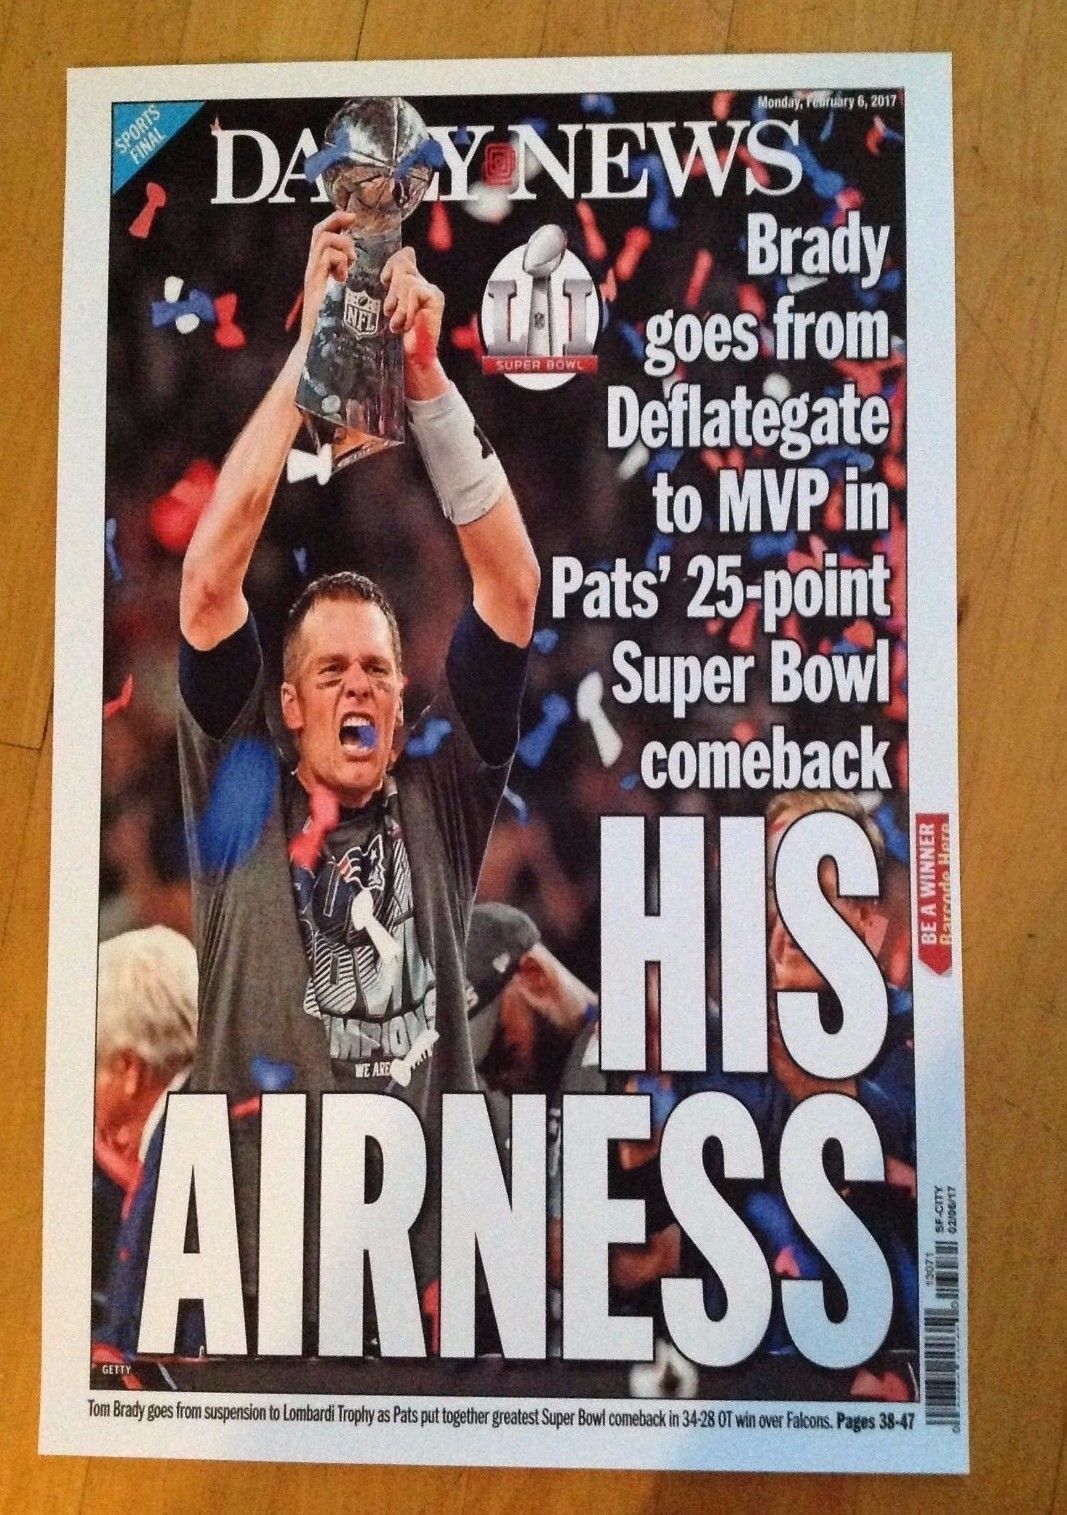 SPORTS
FINAL
Monday, February 6, 2017
DAILY NEWS
NFL
LI
SUPER BOWL
Brady
goes from
Deflategate
to MVP in
Pats' 25-point
Super Bowl
comeback
HIS
AIRNESS
CHAMPIONS
WE ARE
BE A WINNER
Barcode Here
SF-CITY
02/06/17
13071
GETTY
Tom Brady goes from suspension to Lombardi Trophy as Pats put together greatest Super Bowl comeback in 34-28 OT win over Falcons. Pages 38-47